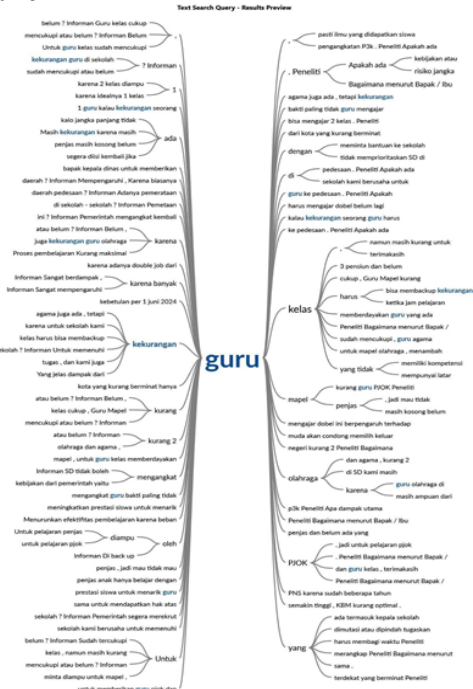 Text Search Query - Results Preview
belum ? Informan Guru kelas cukup
mencukupi atau belum ? Informan Belum
,
Untuk guru kelas sudah mencukupi
kekurangan guru di sekolah
? Informan
sudah mencukupi atau belum
karena 2 kelas diampu
1
karena idealnya 1 kelas
1 guru kalau kekurangan seorang
kalo jangka panjang tidak
Masih kekurangan karena masih
ada
penjas masih kosong belum
segera diisi kembali jika
bapak kepala dinas untuk memberikan
daerah ? Informan Mempengaruhi , Karena biasanya
daerah pedesaan ? Informan Adanya pemerataan
di sekolah - sekolah ? Informan Pemetaan
ini ? Informan Pemerintah mengangkat kembali
atau belum ? Informan Belum ,
juga kekurangan guru olahraga
karena
Proses pembelajaran Kurang maksimal
karena adanya double job dari
Informan Sangat berdampak ,
karena banyak
Informan Sangat mempengaruhi
kebetulan per 1 juni 2024
agama juga ada , tetapi
karena untuk sekolah kami
kelas harus bisa membackup
kekurangan
sekolah ? Informan Untuk memenuhi
tugas , dan kami juga
Yang jelas dampak dari
kota yang kurang berminat hanya
atau belum ? Informan Belum ,
kelas cukup , Guru Mapel
kurang
mencukupi atau belum ? Informan
atau belum ? Informan
kurang 2
olahraga dan agama ,
mapel , untuk guru kelas memberdayakan
Informan SD tidak boleh
mengangkat
kebijakan dari pemerintah yaitu
mengangkat guru bakti paling tidak
meningkatkan prestasi siswa untuk menarik
Menurunkan efektifitas pembelajaran karena beban
Untuk pelajaran penjas
diampu
untuk pelajaran pjok
oleh
Informan Di back up
penjas , jadi mau tidak mau
penjas anak hanya belajar dengan
prestasi siswa untuk menarik guru
sama untuk mendapatkan hak atas
sekolah ? Informan Pemerintah segera merekrut
sekolah kami berusaha untuk memenuhi
belum ? Informan Sudah tercukupi
kelas , namun masih kurang
Untuk
mencukupi atau belum ? Informan
minta diampu untuk mapel ,
guru
pasti ilmu yang didapatkan siswa
,
pengangkatan P3k . Peneliti Apakah ada
kebijakan atau
Apakah ada
risiko jangka
. Peneliti
Bagaimana menurut Bapak / Ibu
agama juga ada , tetapi kekurangan
bakti paling tidak guru mengajar
bisa mengajar 2 kelas . Peneliti
dari kota yang kurang berminat
meminta bantuan ke sekolah
dengan
tidak memprioritaskan SD di
pedesaan . Peneliti Apakah ada
di
sekolah kami berusaha untuk
guru ke pedesaan . Peneliti Apakah
harus mengajar dobel belum lagi
kalau kekurangan seorang guru harus
ke pedesaan . Peneliti Apakah ada
namun masih kurang untuk
,
terimakasih
3 pensiun dan belum
cukup , Guru Mapel kurang
bisa membackup kekurangan
harus
ketika jam pelajaran
kelas
memberdayakan guru yang ada
Peneliti Bagaimana menurut Bapak /
sudah mencukupi , guru agama
untuk mapel olahraga , menambah
memiliki kompetensi
yang tidak
mempunyai latar
kurang guru PJOK Peneliti
mapel
, jadi mau tidak
penjas
masih kosong belum
mengajar dobel ini berpengaruh terhadap
muda akan condong memilih keluar
negeri kurang 2 Peneliti Bagaimana
dan agama , kurang 2
di SD kami masih
olahraga
guru olahraga di
karena
masih ampuan dari
p3k Peneliti Apa dampak utama
Peneliti Bagaimana menurut Bapak / Ibu
penjas dan belum ada yang
, jadi untuk pelajaran pjok
. Peneliti Bagaimana menurut Bapak /
PJOK
dan guru kelas , terimakasih
Peneliti Bagaimana menurut Bapak /
PNS karena sudah beberapa tahun
semakin tinggi , KBM kurang optimal .
ada termasuk kepala sekolah
dimutasi atau dipindah tugaskan
harus membagi waktu Peneliti
yang
merangkap Peneliti Bagaimana menurut
sama .
terdekat yang berminat Peneliti